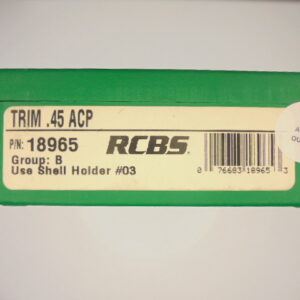 TRIM .45 ACP
P/N: 18965
RCBS.
Group: B
Use Shell Holder #03
0 76683 18965 3